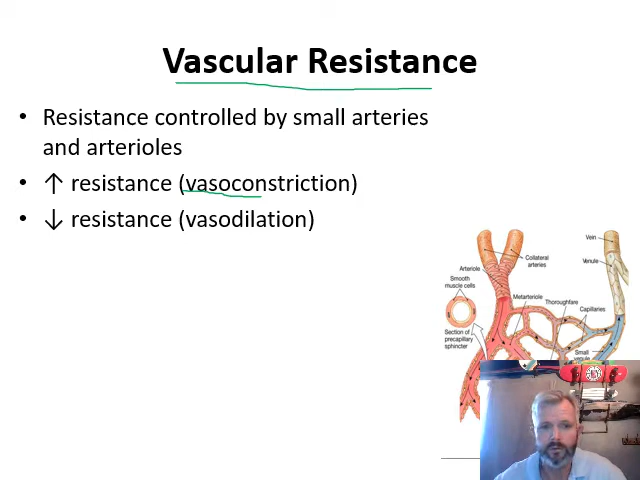 Vascular Resistance
• Resistance controlled by small arteries
and arterioles
• ↑ resistance (vasoconstriction)
• ↓ resistance (vasodilation)
Vein
Collateral
arteries
Venule
Arteriole
Smooth
muscle cells
Metarteriole
Thoroughfare
Capillaries
Section of
precapillary
sphincter
Small
venule